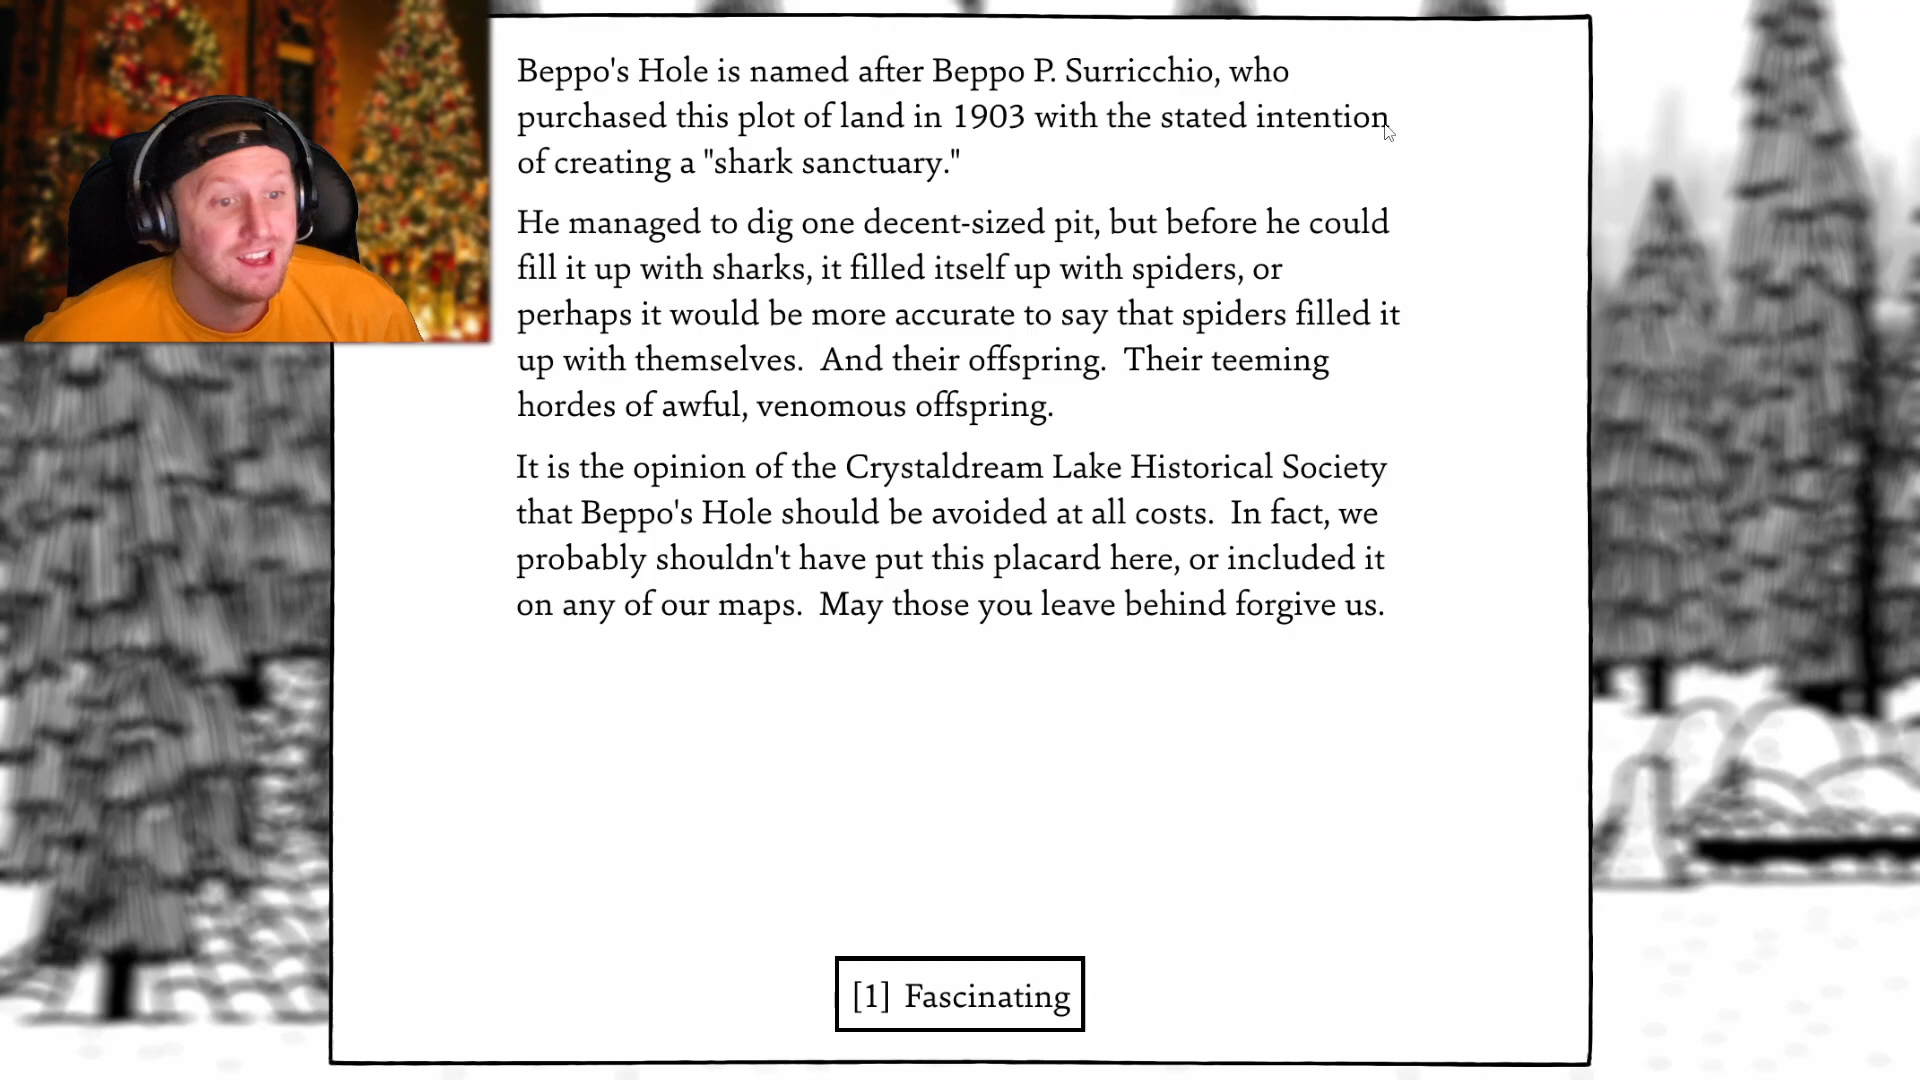 Beppo's Hole is named after Beppo P. Surricchio, who
purchased this plot of land in 1903 with the stated intention
of creating a "shark sanctuary."
He managed to dig one decent-sized pit, but before he could
fill it up with sharks, it filled itself up with spiders, or
perhaps it would be more accurate to say that spiders filled it
up with themselves.  And their offspring.  Their teeming
hordes of awful, venomous offspring.
It is the opinion of the Crystaldream Lake Historical Society
that Beppo's Hole should be avoided at all costs.  In fact, we
probably shouldn't have put this placard here, or included it
on any of our maps.  May those you leave behind forgive us.
[1] Fascinating